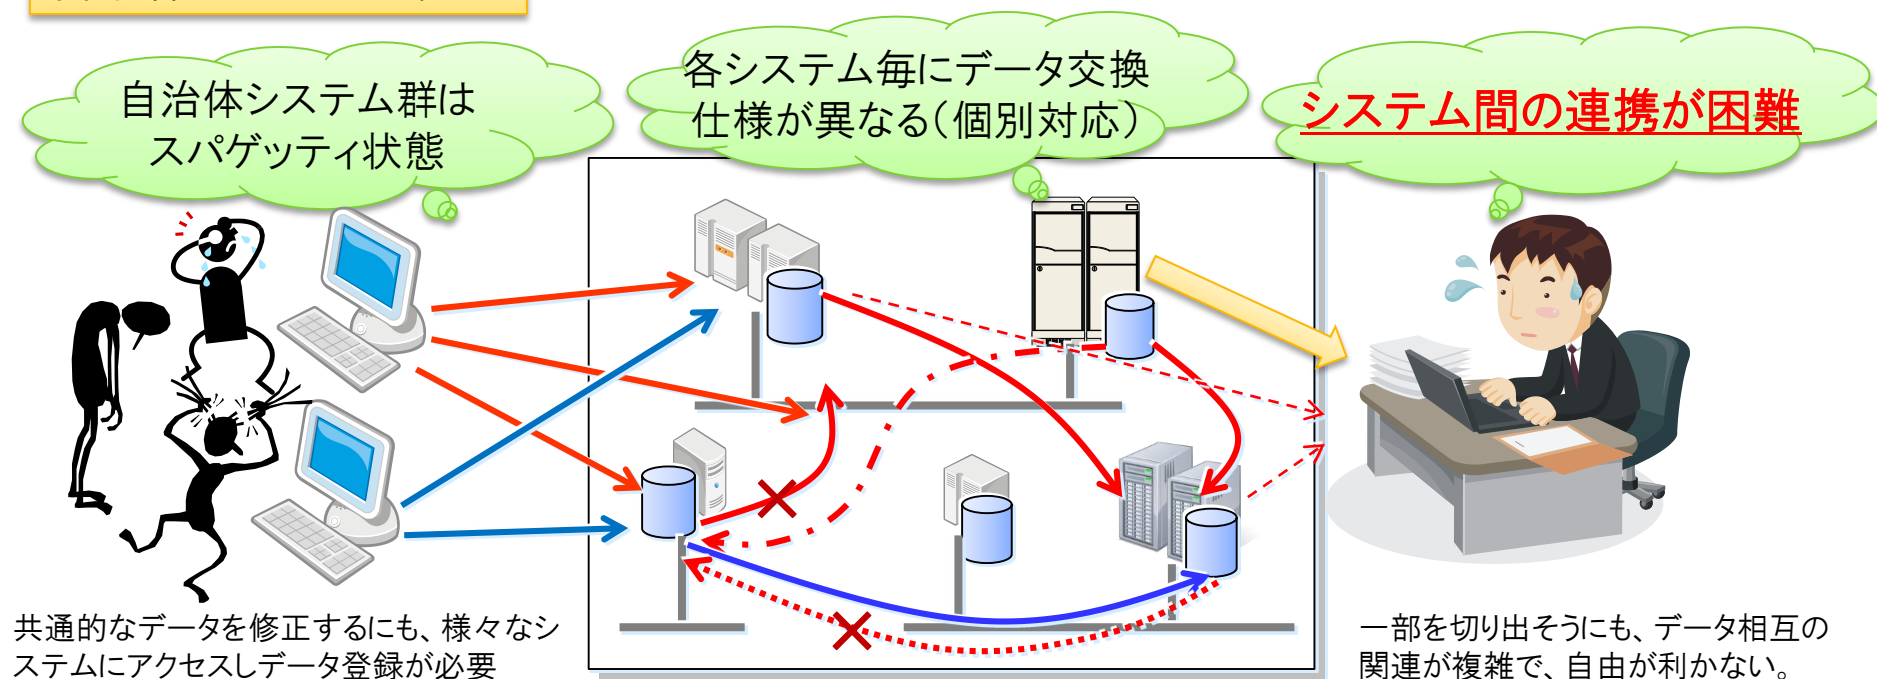 自治体システム群は
スパゲッティ状態
各システム毎にデータ交換
仕様が異なる（個別対応）
システム間の連携が困難
共通的なデータを修正するにも、様々なシ
ステムにアクセスしデータ登録が必要
一部を切り出そうにも、データ相互の
関連が複雑で、自由が利かない。